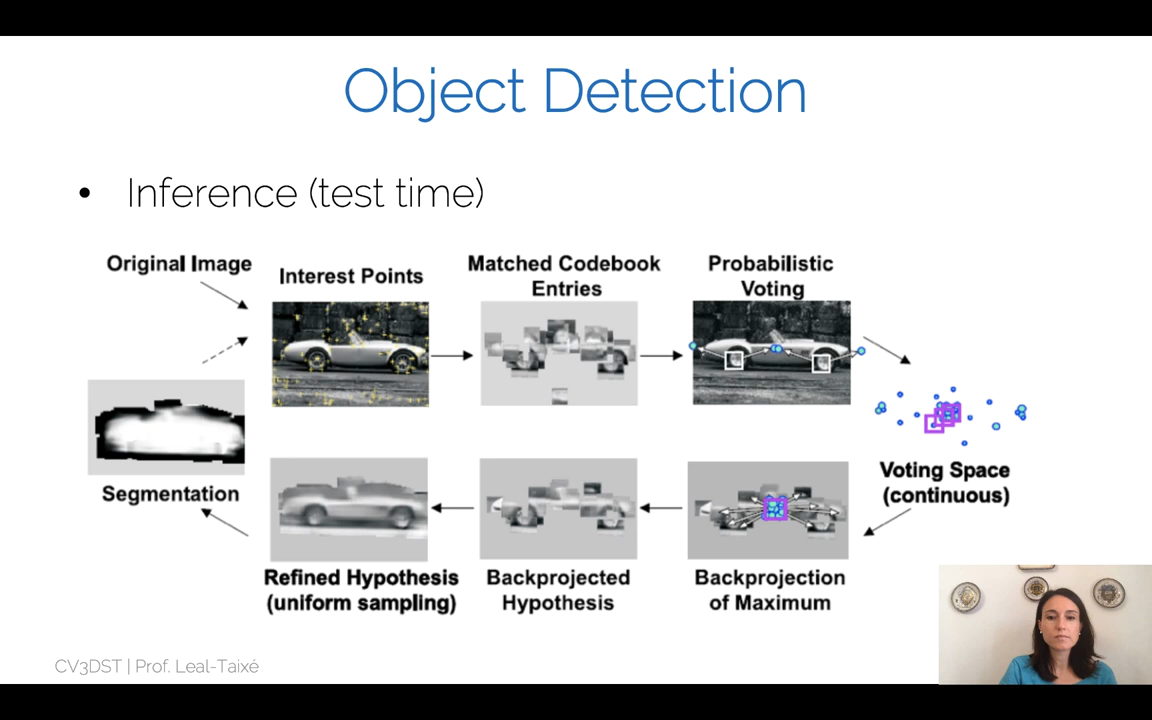 Object Detection
• Inference (test time)
Original Image
Interest Points
Matched Codebook
Entries
Probabilistic
Voting
Voting Space
(continuous)
Segmentation
Refined Hypothesis
(uniform sampling)
Backprojected
Hypothesis
Backprojection
of Maximum
CV3DST | Prof. Leal-Taixé